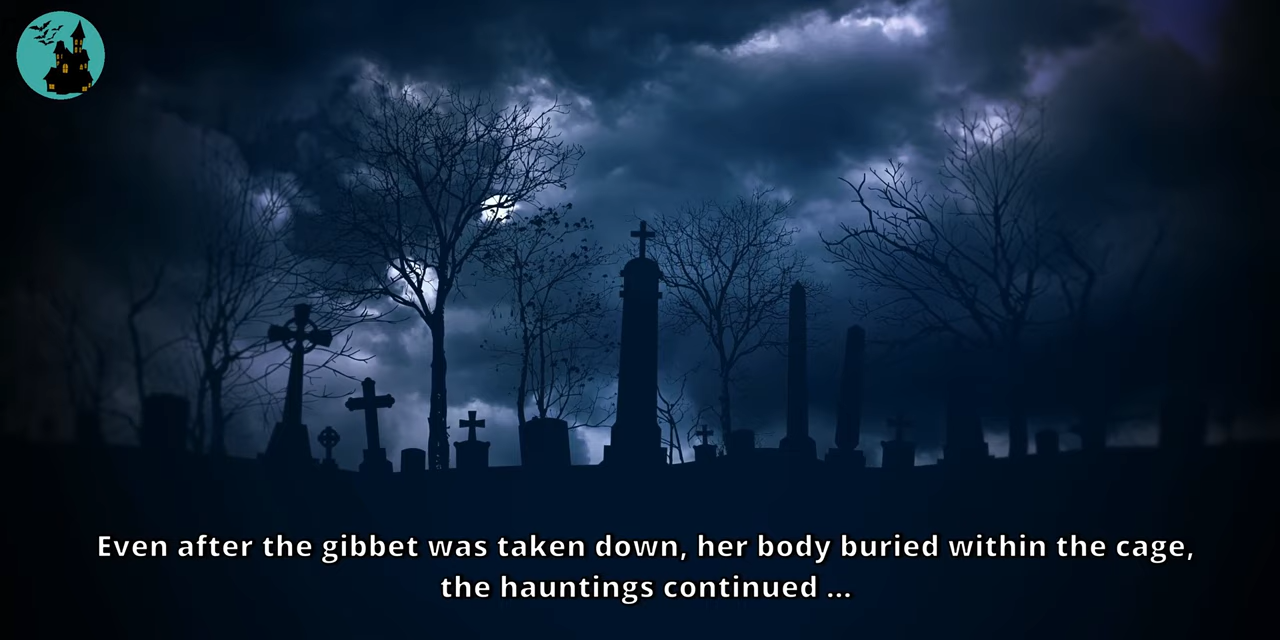 Even after the gibbet was taken down, her body buried within the cage,
the hauntings continued ...